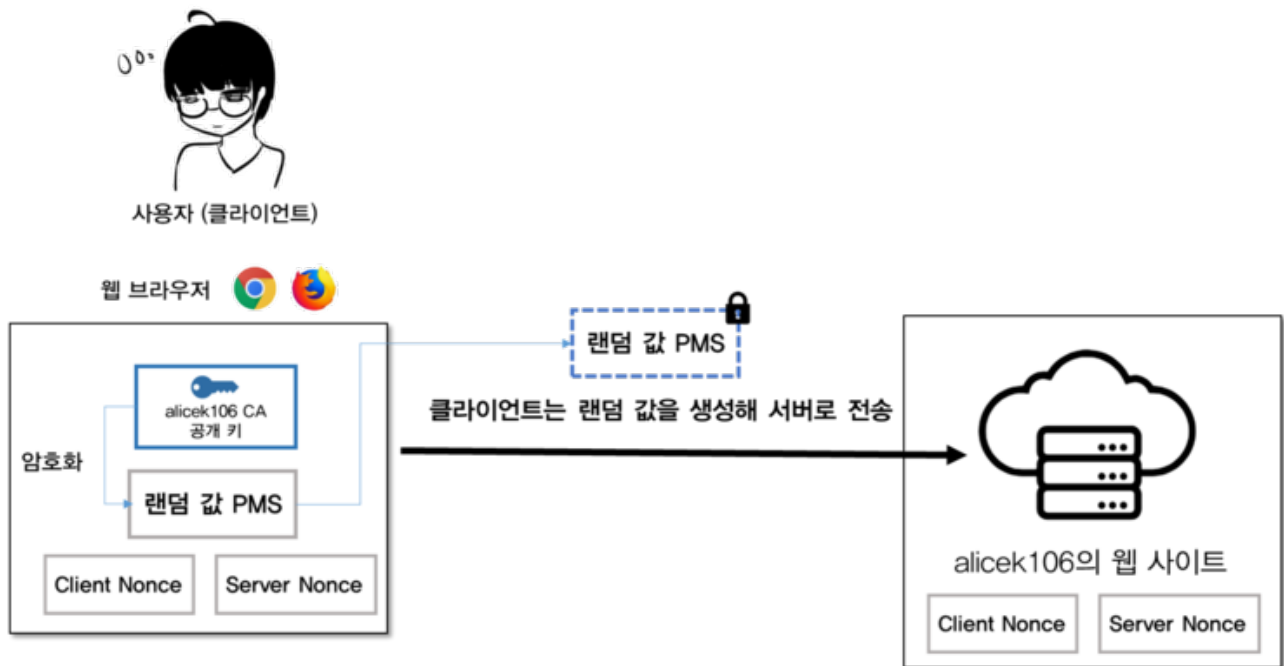 사용자 (클라이언트)
웹 브라우저
랜덤 값 PMS
alicek106 CA
공개 키
클라이언트는 랜덤 값을 생성해 서버로 전송
암호화
랜덤 값 PMS
Client Nonce
Server Nonce
alicek106의 웹 사이트
Client Nonce
Server Nonce